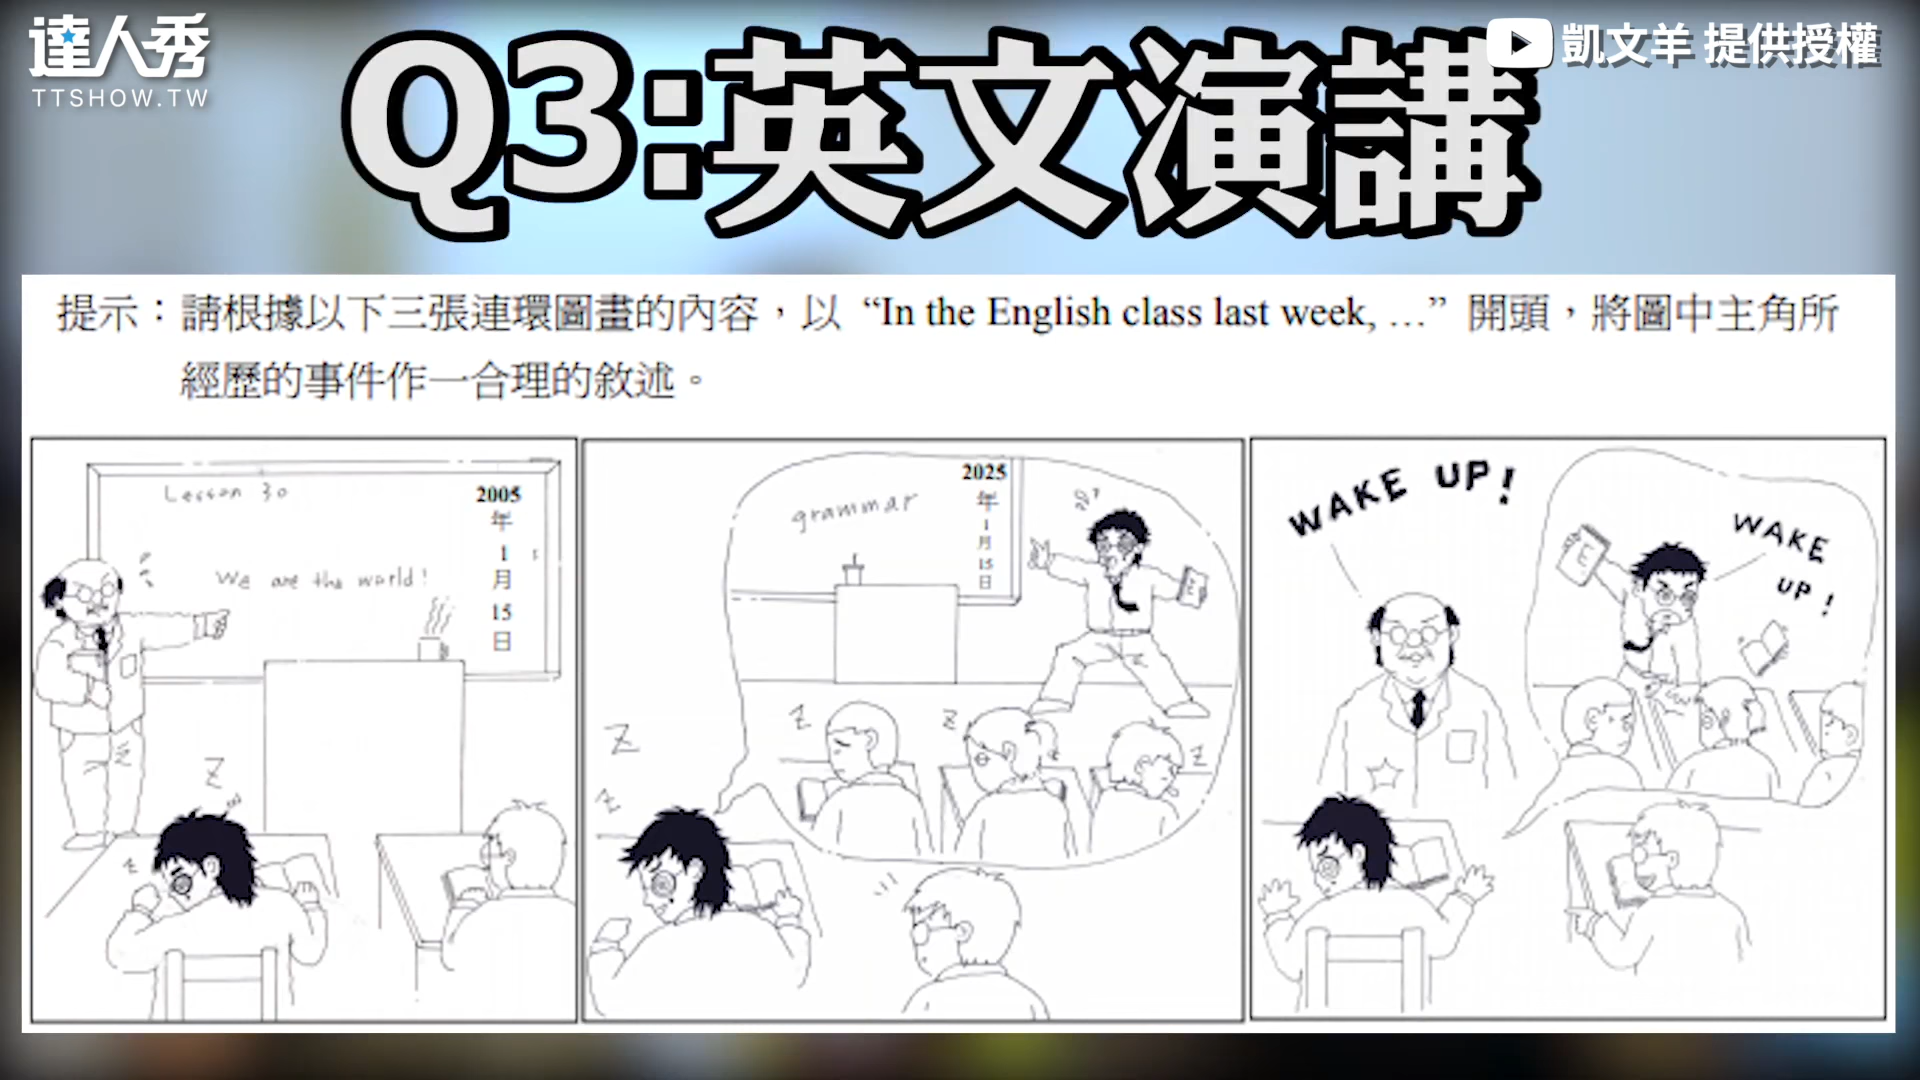 達人秀
TTSHOW.TW
Q3:英文演講
凱文羊 提供授權
提示：請根據以下三張連環圖畫的內容，以 “In the English class last week, …” 開頭，將圖中主角所
經歷的事件作一合理的敘述。
Lesson 30
We are the world!
2005
年
1
月
15
日
Z
Z
grammar
2025
年
1
月
15
日
Z
Z
Z
Z
Z
WAKE UP!
E
WAKE
UP!